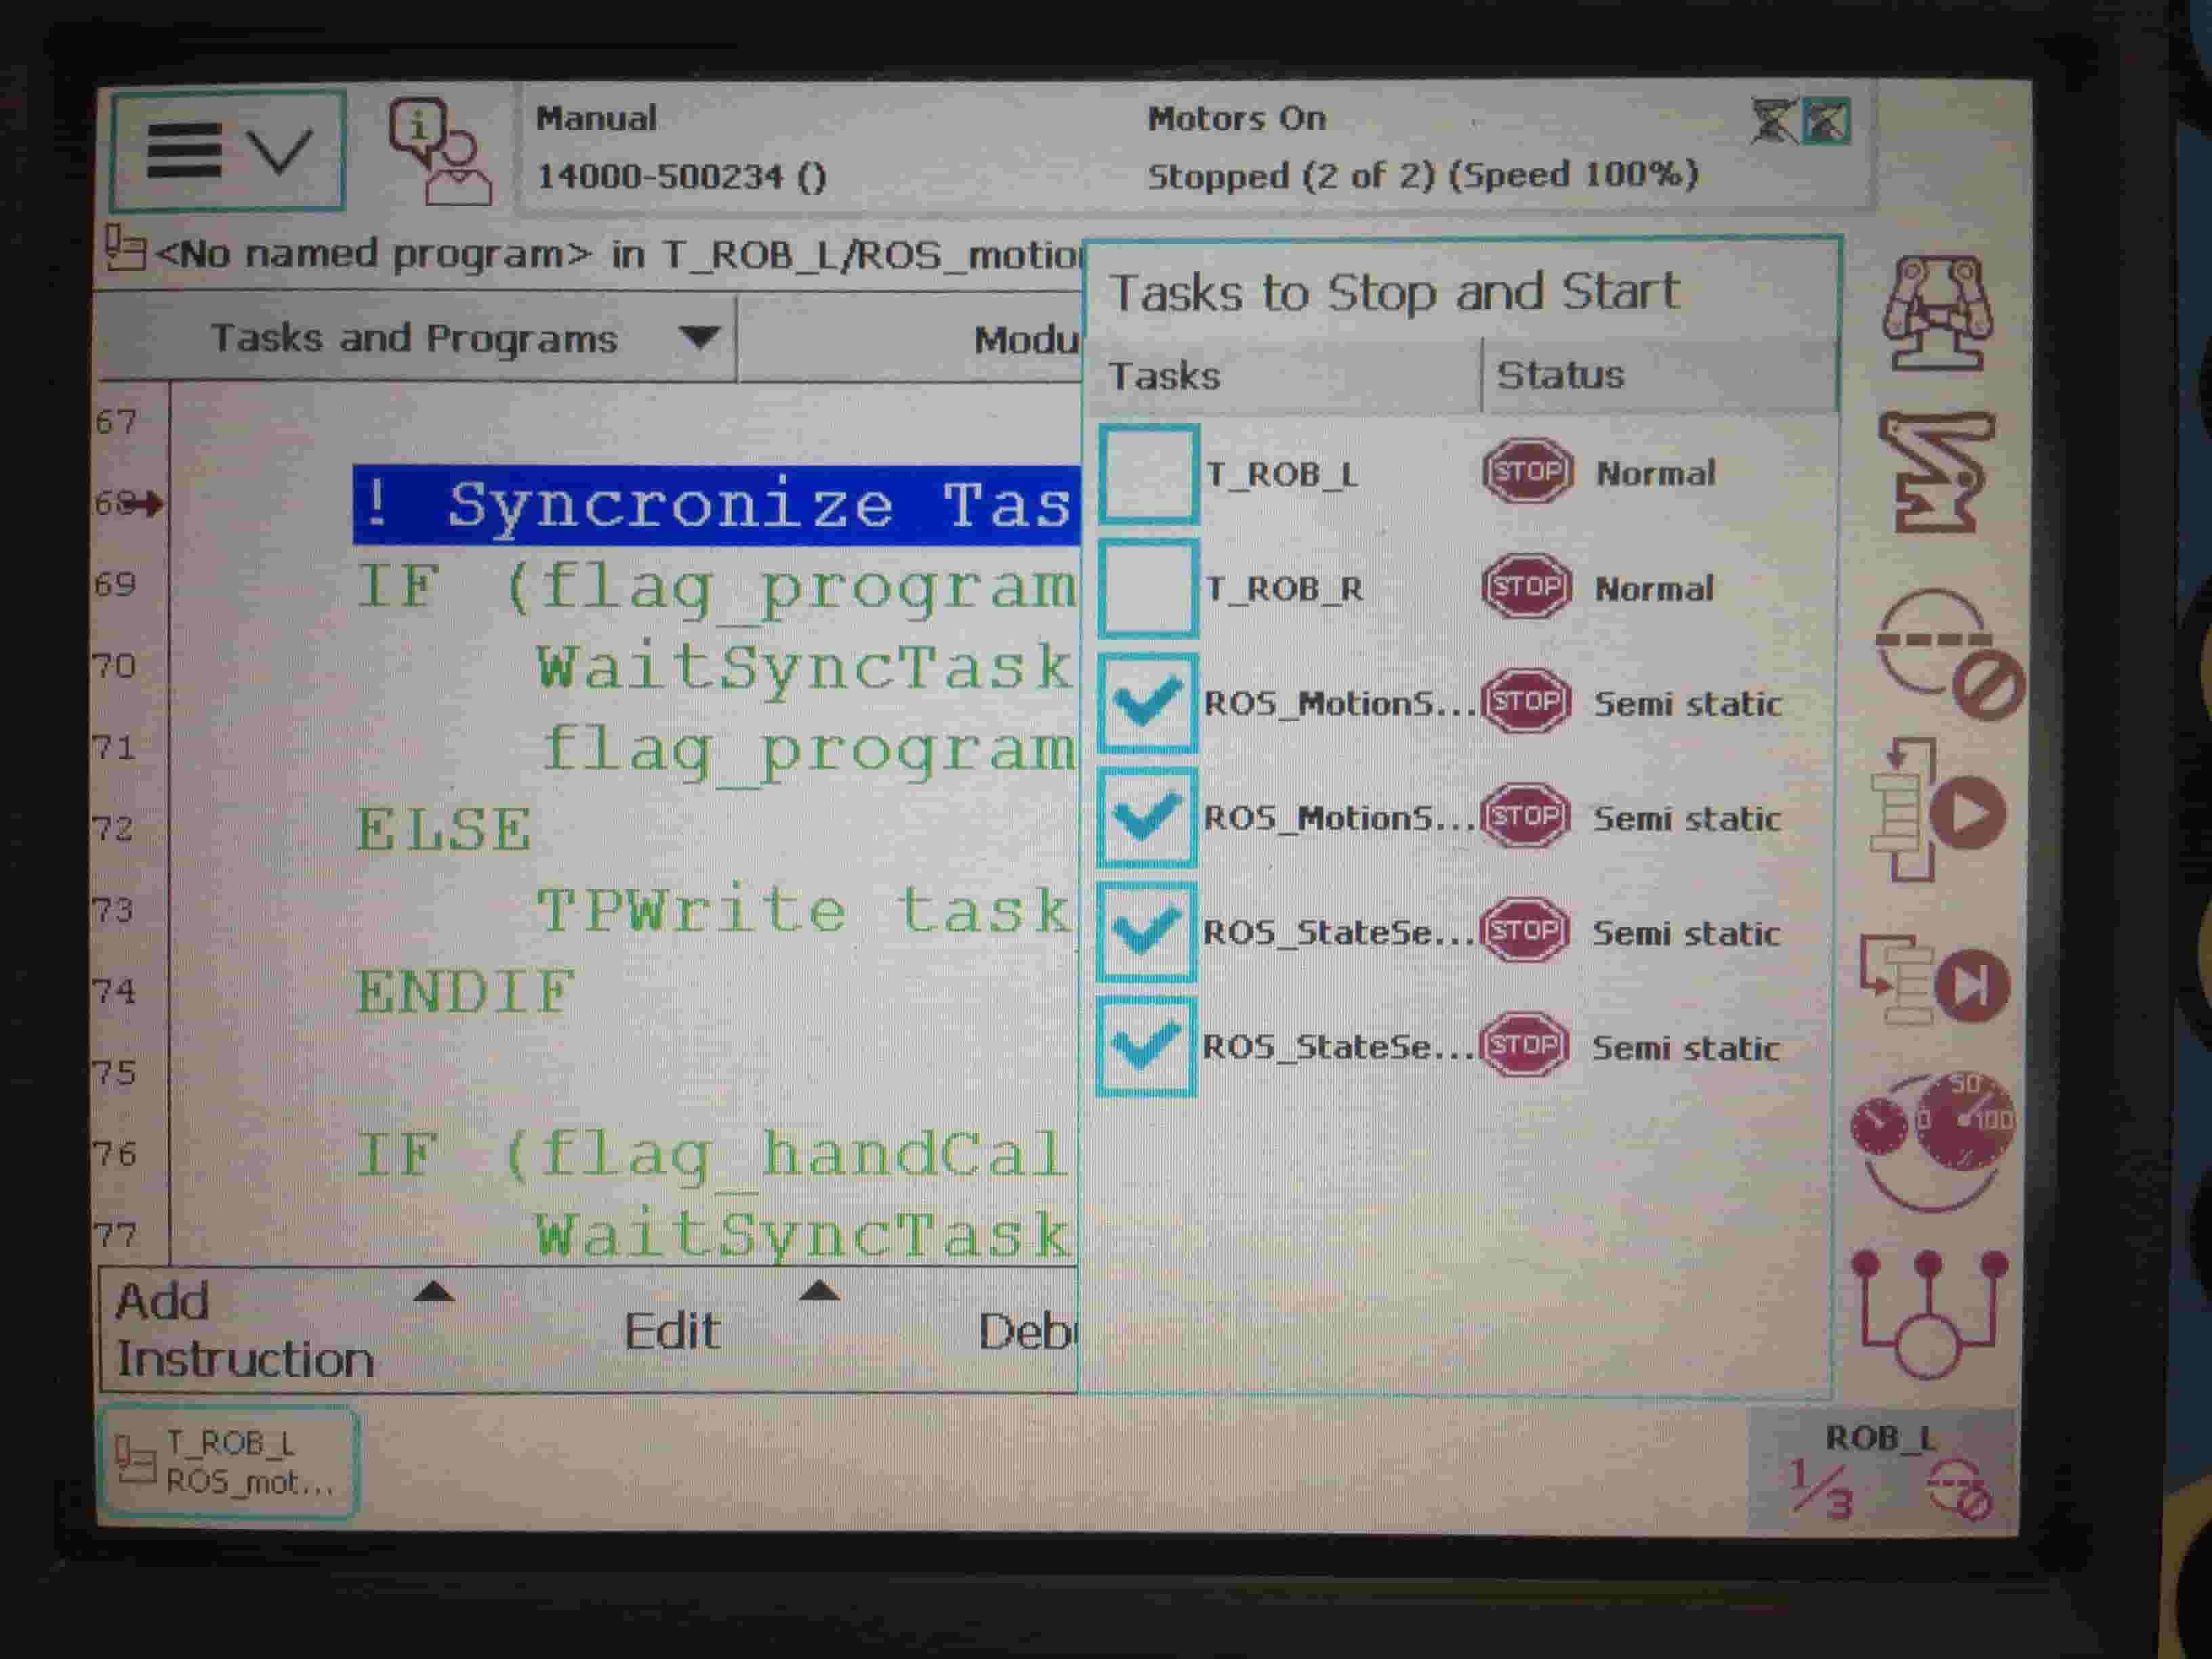 Manual
Motors On
14000-500234 ()
Stopped (2 of 2) (Speed 100%)
<No named program> in T_ROB_L/ROS_motio
Tasks and Programs
Modu
67
68
! Syncronize Tas
69
IF (flag_program
70
WaitSyncTask
71
flag_program
72
ELSE
73
TPWrite task
74
ENDIF
75
76
IF (flag_handCal
77
WaitSyncTask
Add
Instruction
Edit
Deb
Tasks to Stop and Start
Tasks Status
T_ROB_L STOP Normal
T_ROB_R STOP Normal
ROS_MotionS... STOP Semi static
ROS_MotionS... STOP Semi static
ROS_StateSe... STOP Semi static
ROS_StateSe... STOP Semi static
50
0 100
%
T_ROB_L
ROS_mot...
ROB_L
1/3